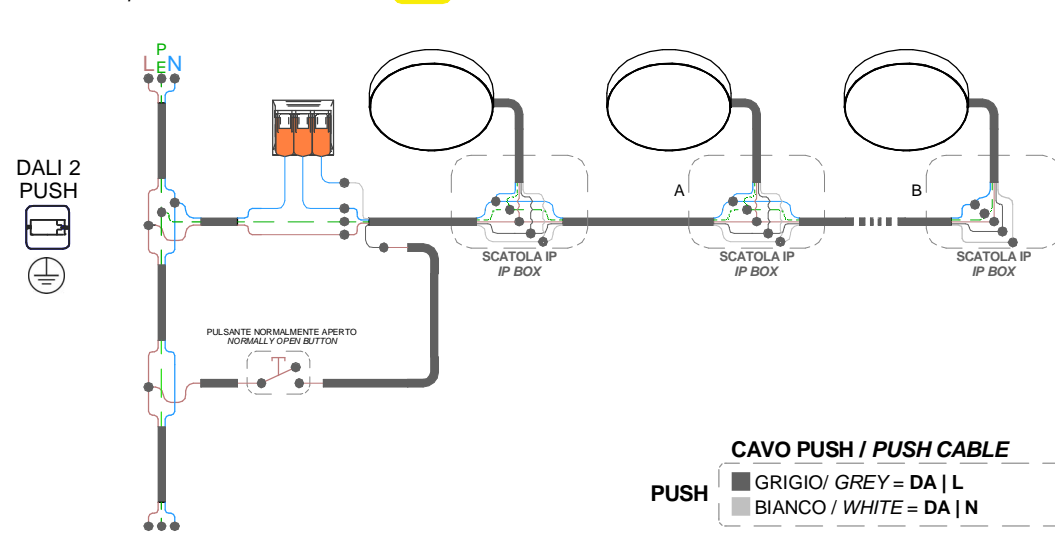 L PE N
DALI 2
PUSH
A
B
SCATOLA IP
IP BOX
SCATOLA IP
IP BOX
SCATOLA IP
IP BOX
PULSANTE NORMALMENTE APERTO
NORMALLY OPEN BUTTON
CAVO PUSH / PUSH CABLE
PUSH
GRIGIO/ GREY = DA | L
BIANCO / WHITE = DA | N